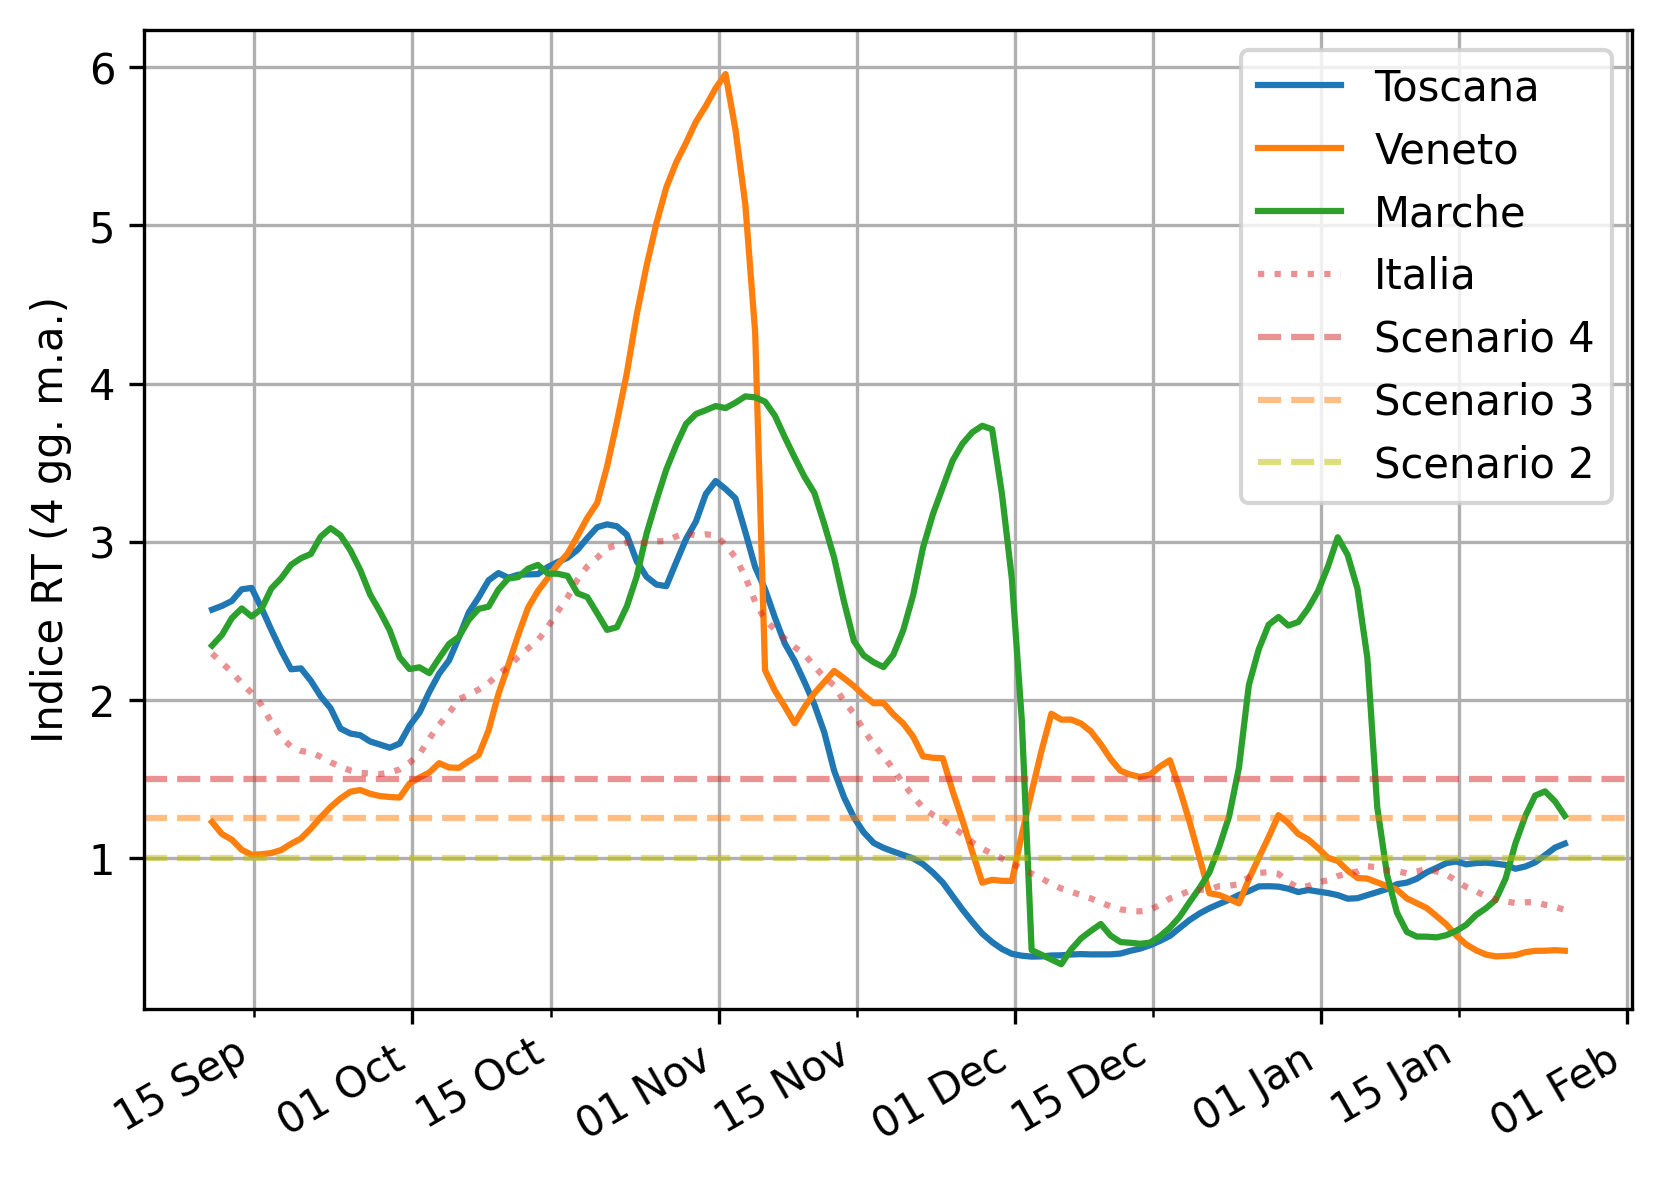 6
5
4
3
2
1
Indice RT (4 gg. m.a.)
Toscana
Veneto
Marche
Italia
Scenario 4
Scenario 3
Scenario 2
15 Sep
01 Oct
15 Oct
01 Nov
15 Nov
01 Dec
15 Dec
01 Jan
15 Jan
01 Feb